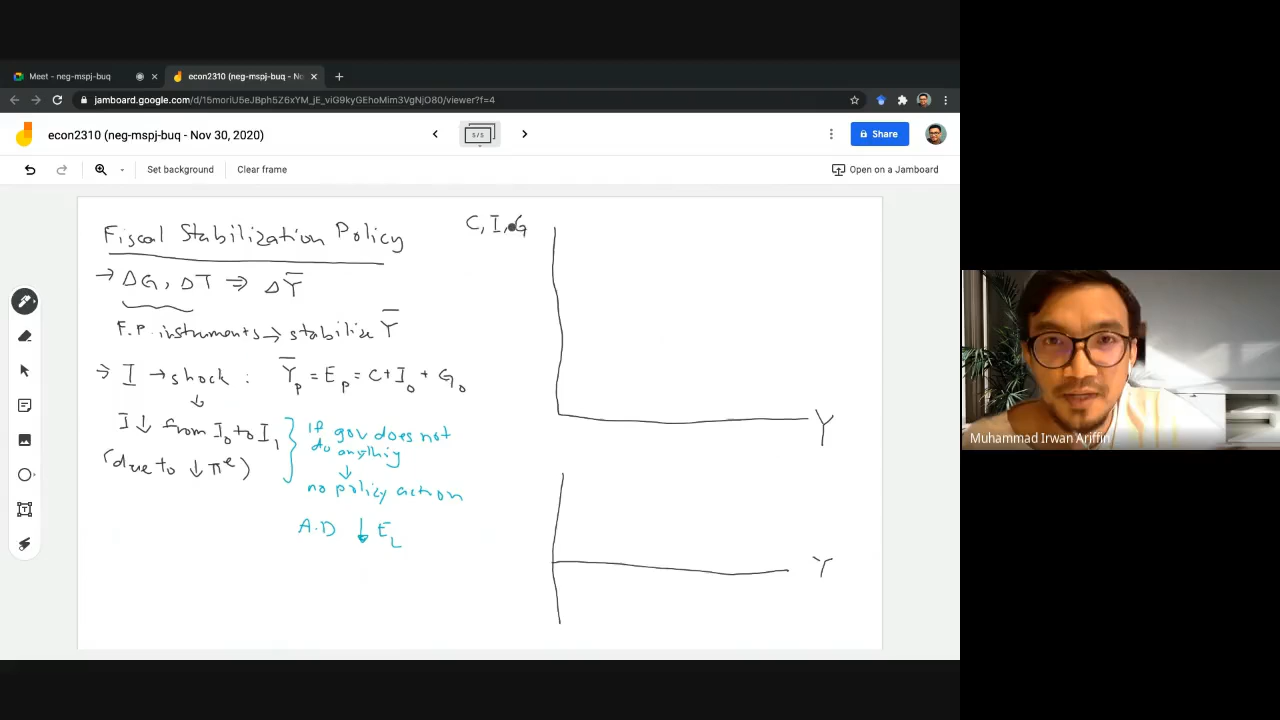 Meet - neg-mspj-buq
econ2310 (neg-mspj-buq - No
jamboard.google.com/d/15moriU5eJBph5Z6xYM_jE_viG9kyGEhoMim3VgNjO80/viewer?f=4
econ2310 (neg-mspj-buq - Nov 30, 2020)
5/5
Share
Set background
Clear frame
Open on a Jamboard
Fiscal Stabilization Policy
→ ΔG, ΔT ⇒ ΔȲ
F.P. instruments → stabilize Ȳ
→ I → shock : Ȳp = Ep = C + I₀ + G₀
↓
I ↓ from I₀ to I₁
(due to ↓ πᵉ)
if gov does not
do anything
↓
no policy action
A.D ↓ E_L
C, I, G
Y
Y
Muhammad Irwan Ariffin